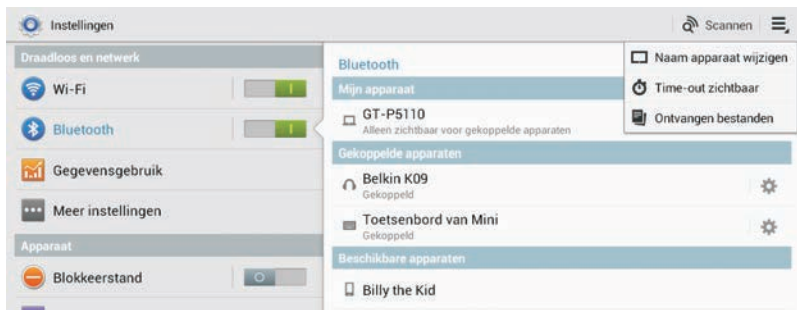 Instellingen
Scannen
Draadloos en netwerk
Wi-Fi
Bluetooth
Gegevensgebruik
Meer instellingen
Apparaat
Blokkeerstand
Bluetooth
Mijn apparaat
GT-P5110
Alleen zichtbaar voor gekoppelde apparaten
Gekoppelde apparaten
Belkin K09
Gekoppeld
Toetsenbord van Mini
Gekoppeld
Beschikbare apparaten
Billy the Kid
Naam apparaat wijzigen
Time-out zichtbaar
Ontvangen bestanden